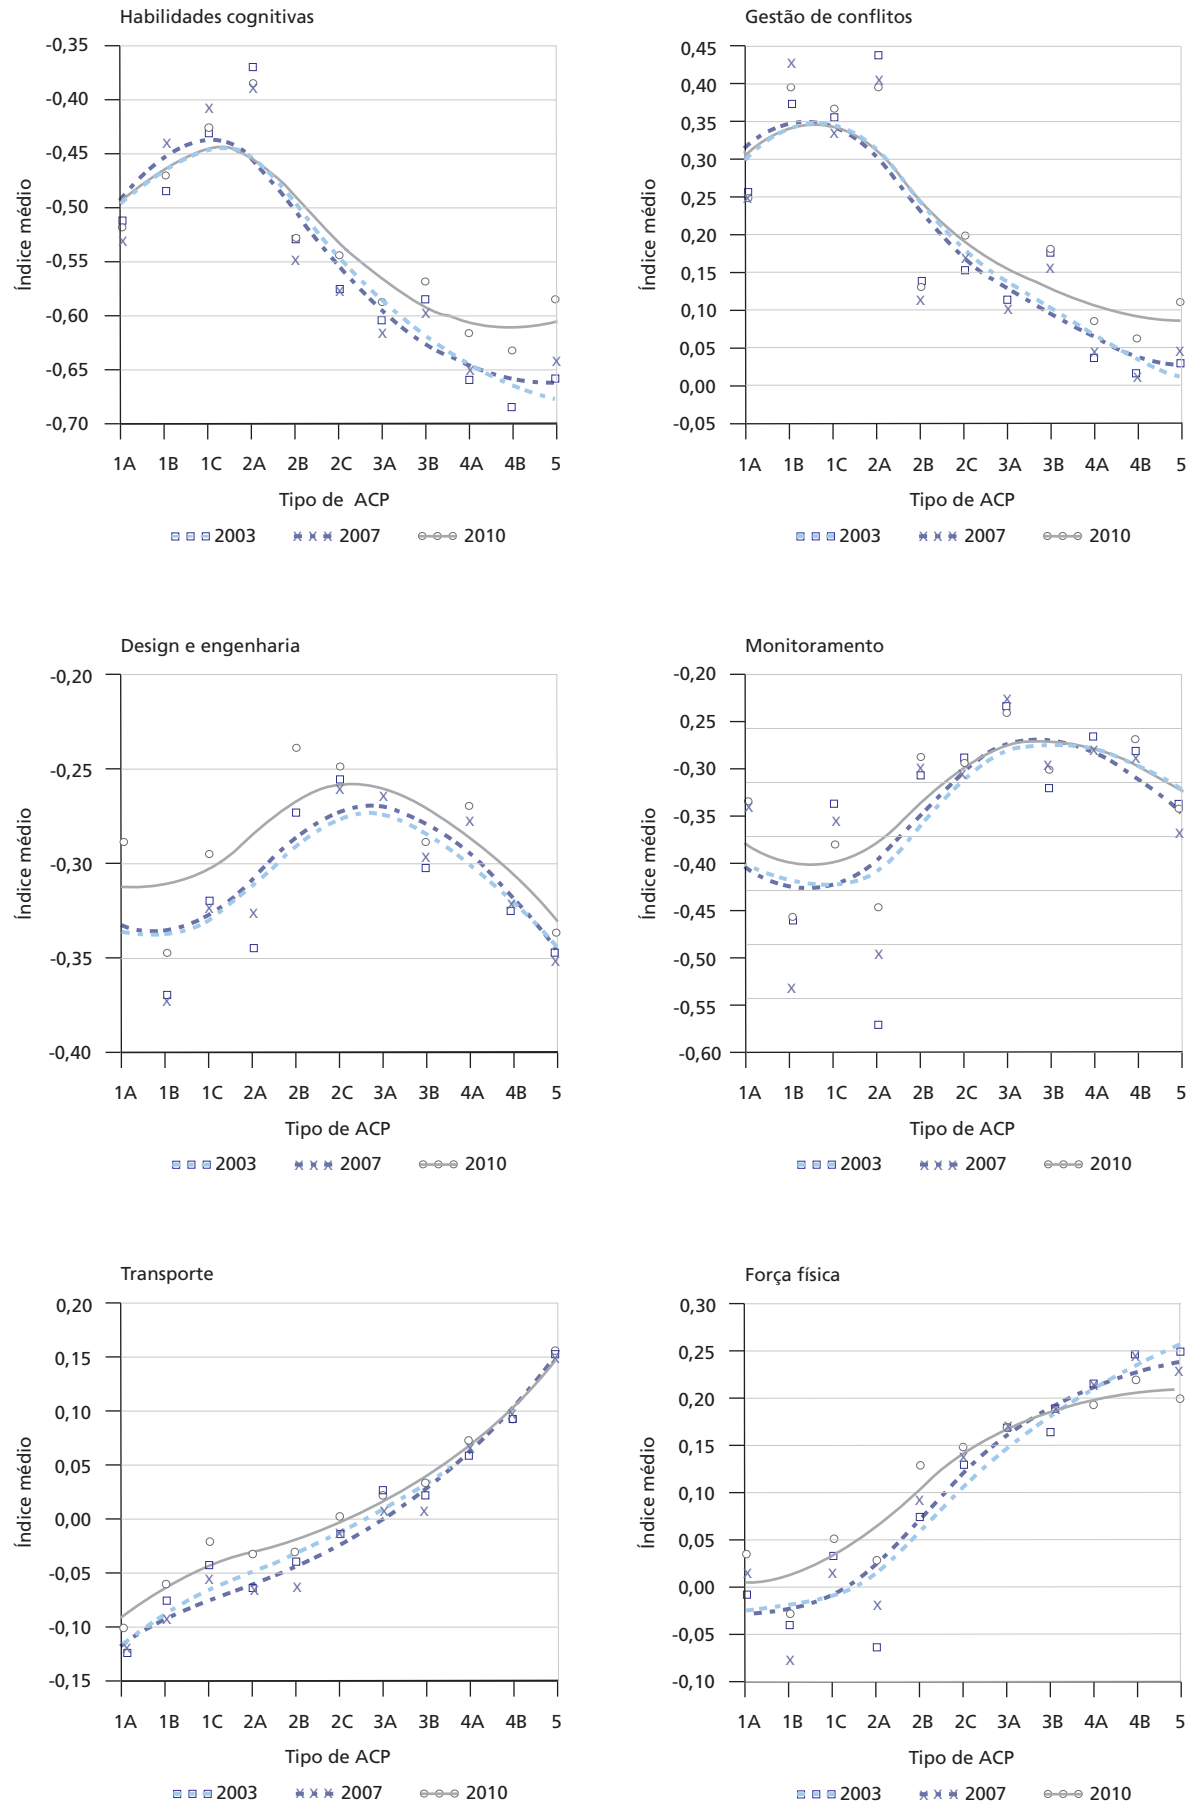 Habilidades cognitivas
-0,35
-0,40
-0,45
-0,50
-0,55
-0,60
-0,65
-0,70
Índice médio
1A 1B 1C 2A 2B 2C 3A 3B 4A 4B 5
Tipo de ACP
2003 2007 2010
Gestão de conflitos
0,45
0,40
0,35
0,30
0,25
0,20
0,15
0,10
0,05
0,00
-0,05
Índice médio
1A 1B 1C 2A 2B 2C 3A 3B 4A 4B 5
Tipo de ACP
2003 2007 2010
Design e engenharia
-0,20
-0,25
-0,30
-0,35
-0,40
Índice médio
1A 1B 1C 2A 2B 2C 3A 3B 4A 4B 5
Tipo de ACP
2003 2007 2010
Monitoramento
-0,20
0,25
-0,30
-0,35
-0,40
-0,45
-0,50
-0,55
-0,60
Índice médio
1A 1B 1C 2A 2B 2C 3A 3B 4A 4B 5
Tipo de ACP
2003 2007 2010
Transporte
0,20
0,15
0,10
0,05
0,00
-0,05
-0,10
-0,15
Índice médio
1A 1B 1C 2A 2B 2C 3A 3B 4A 4B 5
Tipo de ACP
2003 2007 2010
Força física
0,30
0,25
0,20
0,15
0,10
0,05
0,00
-0,05
-0,10
Índice médio
1A 1B 1C 2A 2B 2C 3A 3B 4A 4B 5
Tipo de ACP
2003 2007 2010